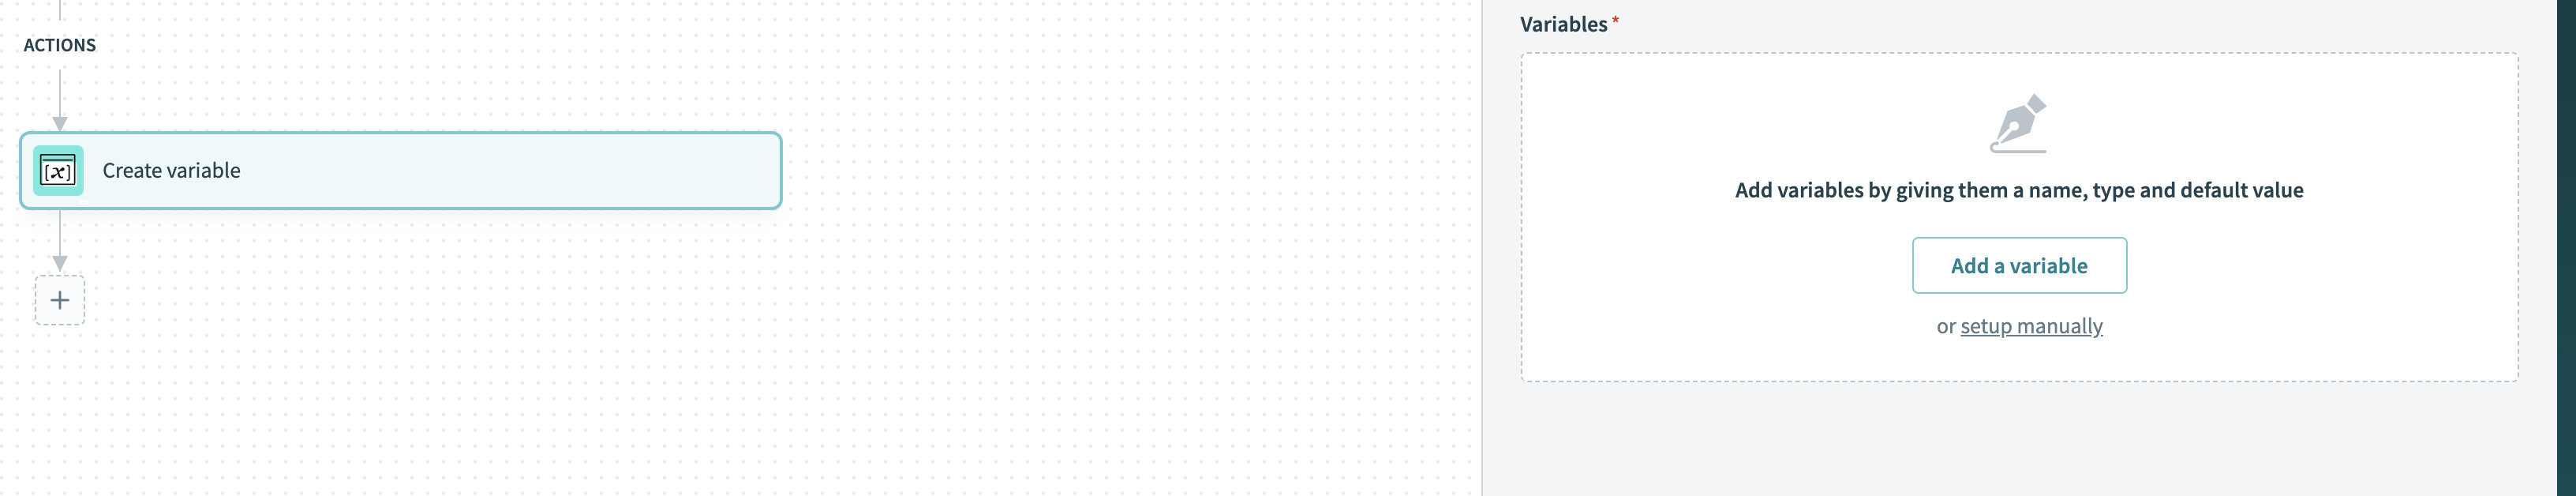 ACTIONS
[x] Create variable
Variables *
Add variables by giving them a name, type and default value
Add a variable
or setup manually